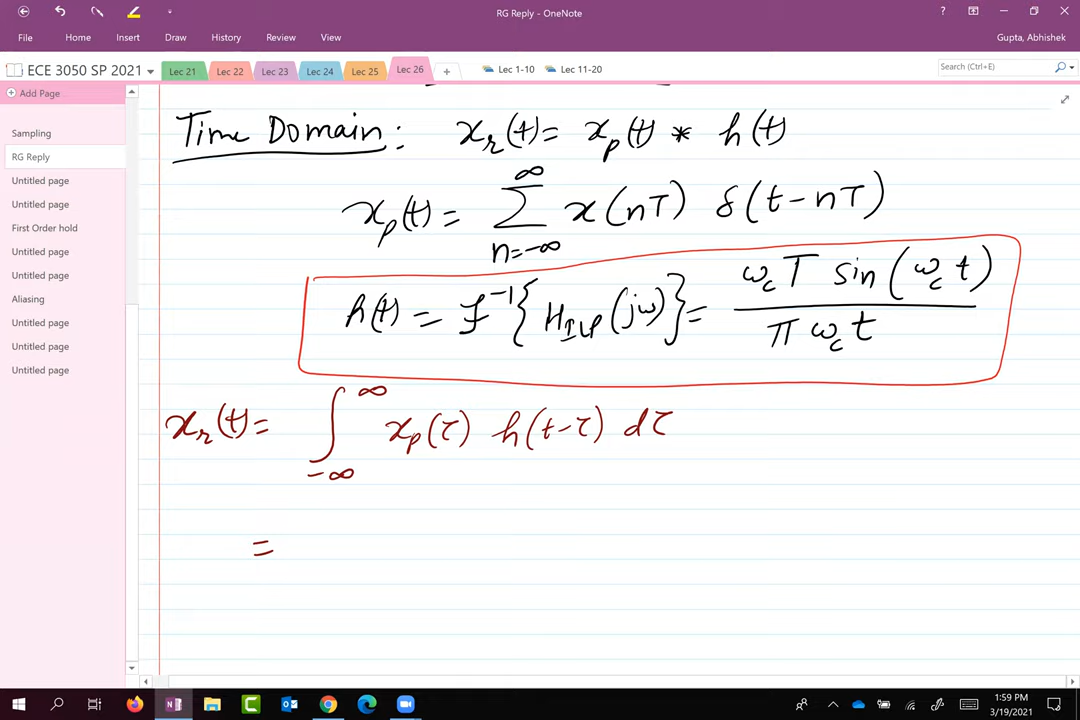 RG Reply - OneNote
?
File Home Insert Draw History Review View
Gupta, Abhishek
ECE 3050 SP 2021
Lec 21 Lec 22 Lec 23 Lec 24 Lec 25 Lec 26 + Lec 1-10 Lec 11-20
Search (Ctrl+E)
Add Page
Sampling
RG Reply
Untitled page
Untitled page
First Order hold
Untitled page
Untitled page
Aliasing
Untitled page
Untitled page
Untitled page
Time Domain: x_r(t) = x_p(t) * h(t)
x_p(t) = ∑_{n=-∞}^{∞} x(nT) δ(t-nT)
h(t) = F^{-1}{H_{ILP}(jω)} = ω_c T sin(ω_c t) / π ω_c t
x_r(t) = ∫_{-∞}^{∞} x_p(τ) h(t-τ) dτ
=
1:59 PM
3/19/2021